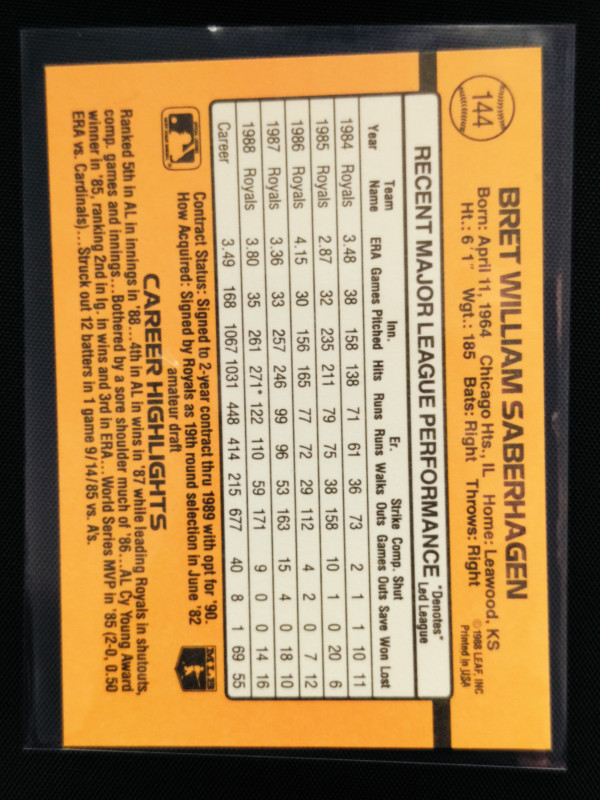 144
BRET WILLIAM SABERHAGEN
Born: April 11, 1964 Chicago Hts., IL Home: Leawood, KS
Ht.: 6'1" Wgt.: 185 Bats: Right Throws: Right
© 1988 LEAF, INC
Printed in USA
RECENT MAJOR LEAGUE PERFORMANCE *Denotes* Led League
Team Inn. Er. Strike Comp. Shut
Year Name ERA Games Pitched Hits Runs Runs Walks Outs Games Outs Save Won Lost
1984 Royals 3.48 38 158 138 71 61 36 73 2 1 1 10 11
1985 Royals 2.87 32 235 211 79 75 38 158 10 1 0 20 6
1986 Royals 4.15 30 156 165 77 72 29 112 4 2 0 7 12
1987 Royals 3.36 33 257 246 99 96 53 163 15 4 0 18 10
1988 Royals 3.80 35 261 271* 122 110 59 171 9 0 0 14 16
Career 3.49 168 1067 1031 448 414 215 677 40 8 1 69 55
Contract Status: Signed to 2-year contract thru 1989 with opt for '90.
How Acquired: Signed by Royals as 19th round selection in June '82
amateur draft
MLB
CAREER HIGHLIGHTS
Ranked 5th in AL in innings in '88...4th in AL in wins in '87 while leading Royals in shutouts,
comp. games and innings...Bothered by a sore shoulder much of '86...AL Cy Young Award
winner in '85, ranking 2nd in lg. in wins and 3rd in ERA...World Series MVP in '85 (2-0, 0.50
ERA vs. Cardinals)...Struck out 12 batters in 1 game 9/14/85 vs. A's.